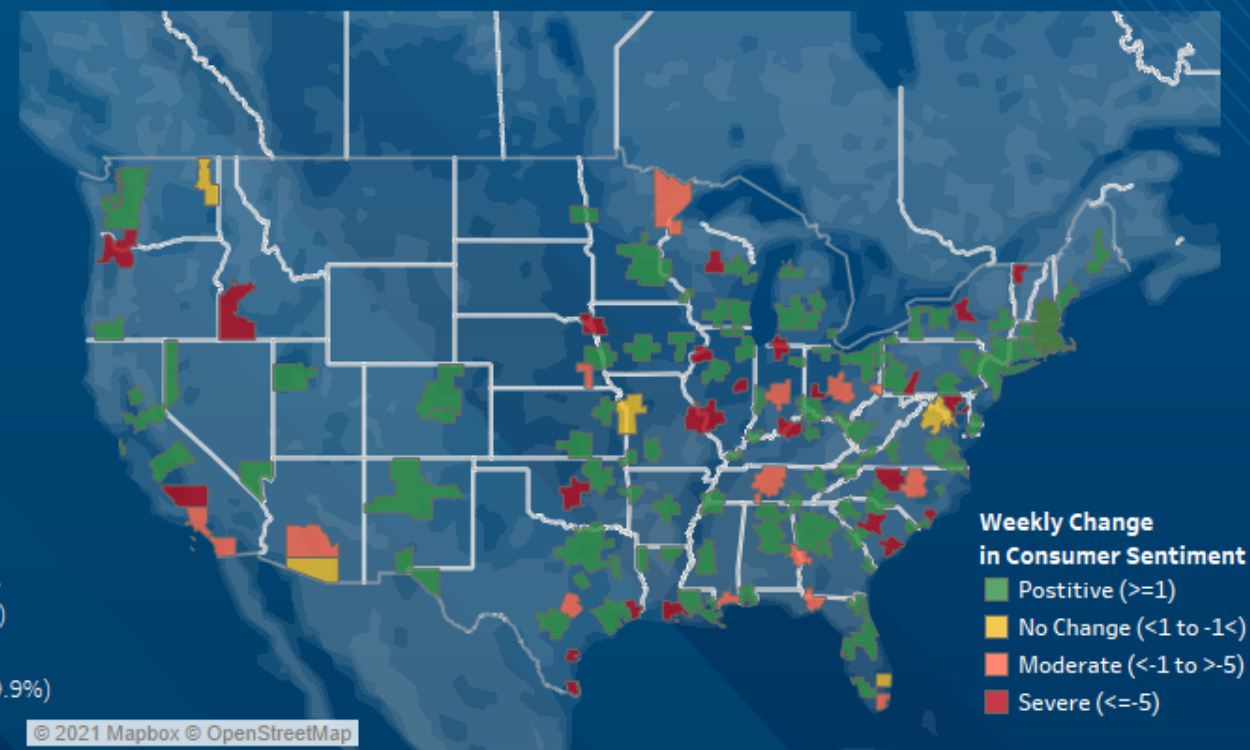 Weekly Change
in Consumer Sentiment
Postitive (>=1)
No Change (<1 to -1<)
Moderate (<-1 to >-5)
Severe (<=-5)
)
.9%)
© 2021 Mapbox © OpenStreetMap